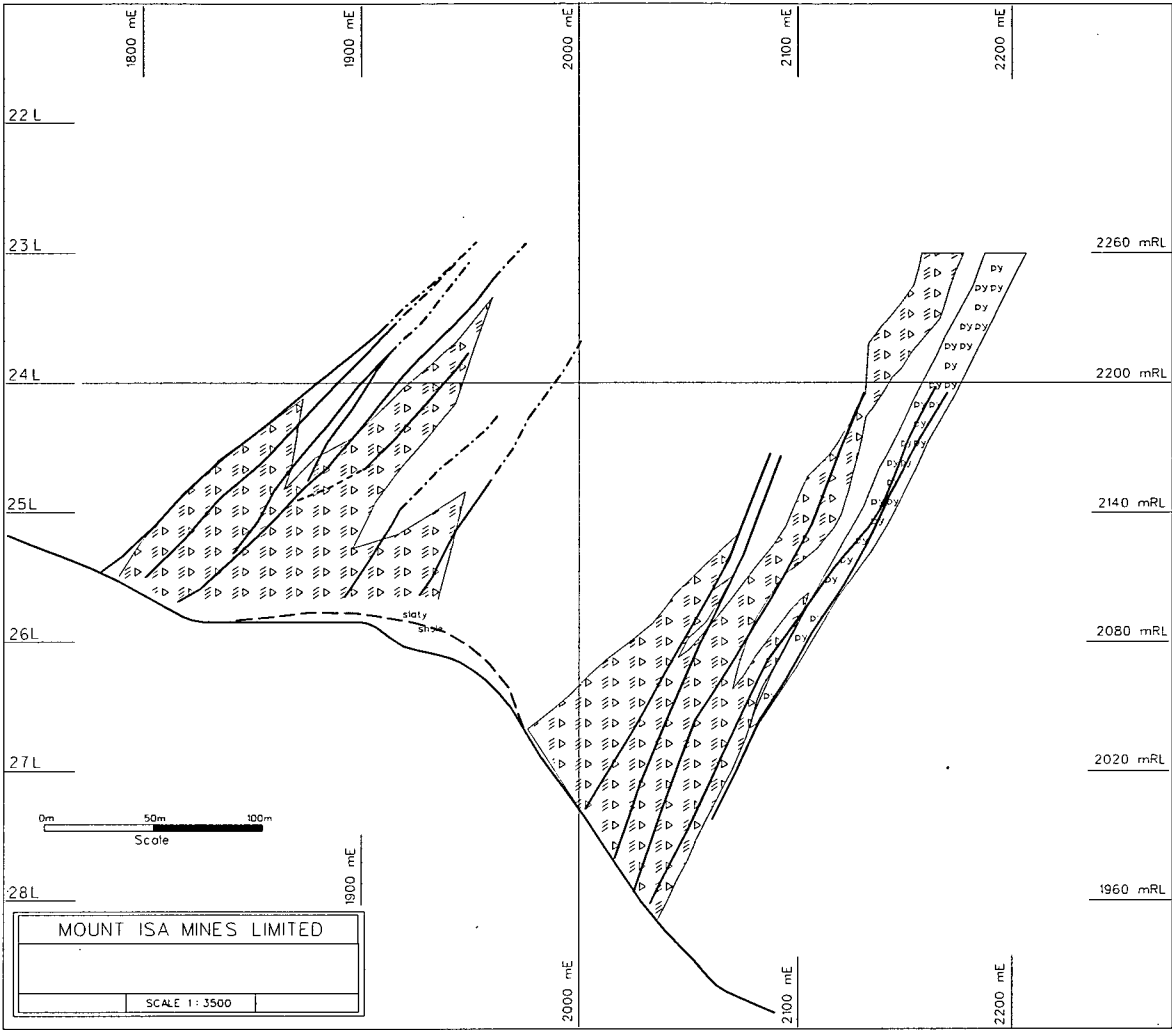 1800 mE
1900 mE
2000 mE
2100 mE
2200 mE
22 L
23 L
2260 mRL
24 L
2200 mRL
25 L
2140 mRL
26 L
2080 mRL
27 L
2020 mRL
28 L
1960 mRL
slaty
shale
py
py py
py
py py
py py
py
py
py py
py
py
py py
py
py
py
py
py
py
py
0m 50m 100m
Scale
1900 mE
2000 mE
2100 mE
2200 mE
MOUNT ISA MINES LIMITED
SCALE 1 : 3500